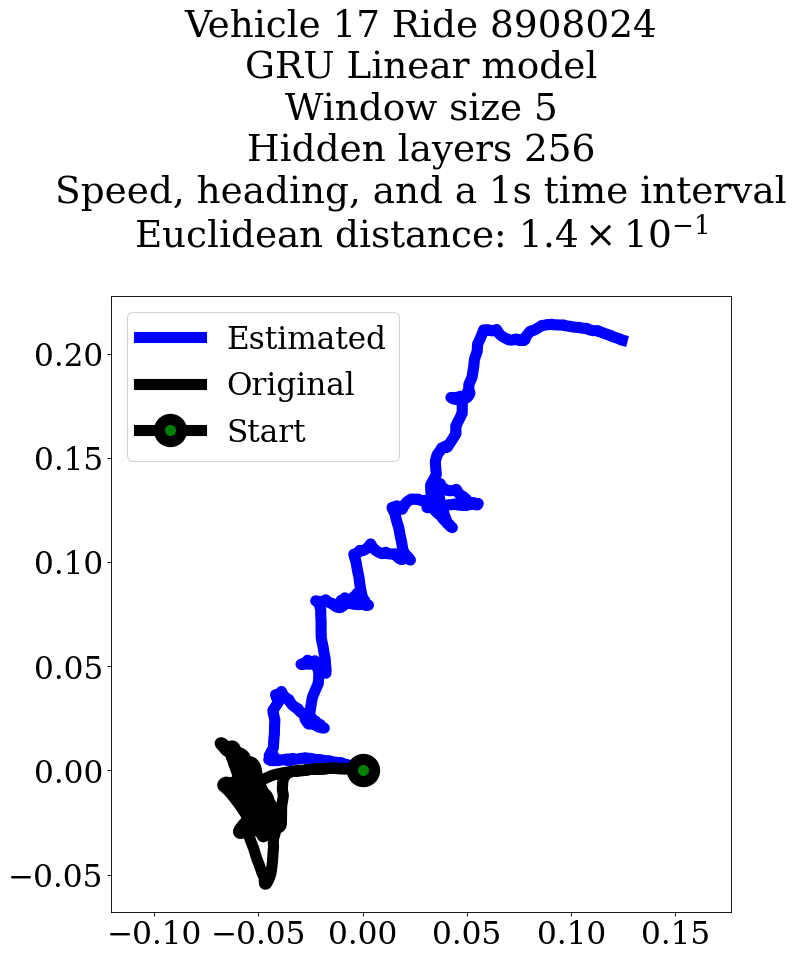 Vehicle 17 Ride 8908024
GRU Linear model
Window size 5
Hidden layers 256
Speed, heading, and a 1s time interval
Euclidean distance: 1.4 × 10⁻¹
Estimated
Original
Start
0.20
0.15
0.10
0.05
0.00
−0.05
−0.10 −0.05 0.00 0.05 0.10 0.15